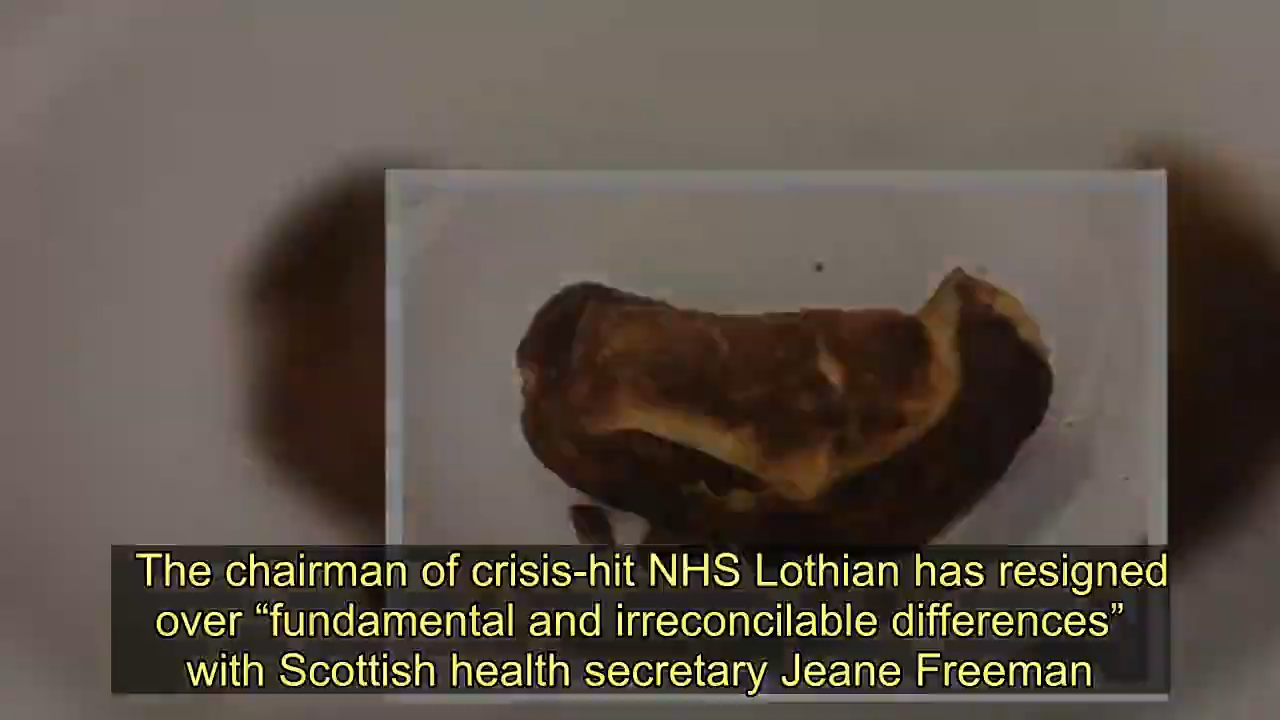 The chairman of crisis-hit NHS Lothian has resigned
over “fundamental and irreconcilable differences”
with Scottish health secretary Jeane Freeman